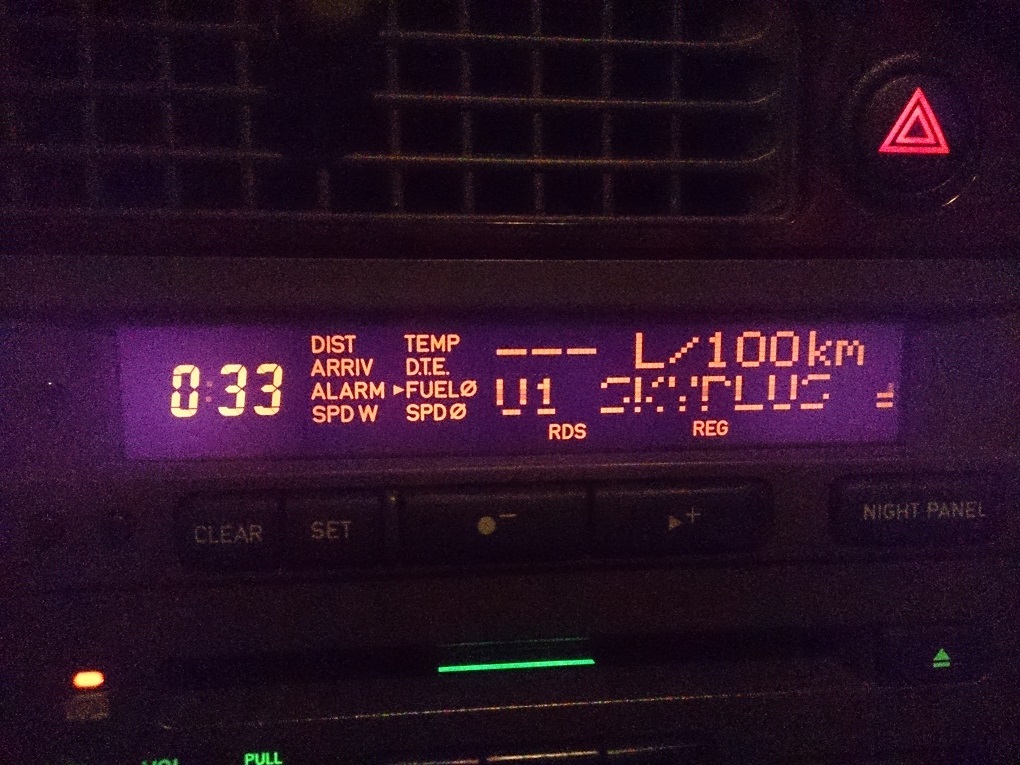 DIST TEMP --- L/100km
ARRIV D.T.E.
0:33 ALARM ▸FUELØ U1 SKYPLUS
SPD W SPDØ
RDS REG
CLEAR SET ●− ▸+ NIGHT PANEL
VOL PULL